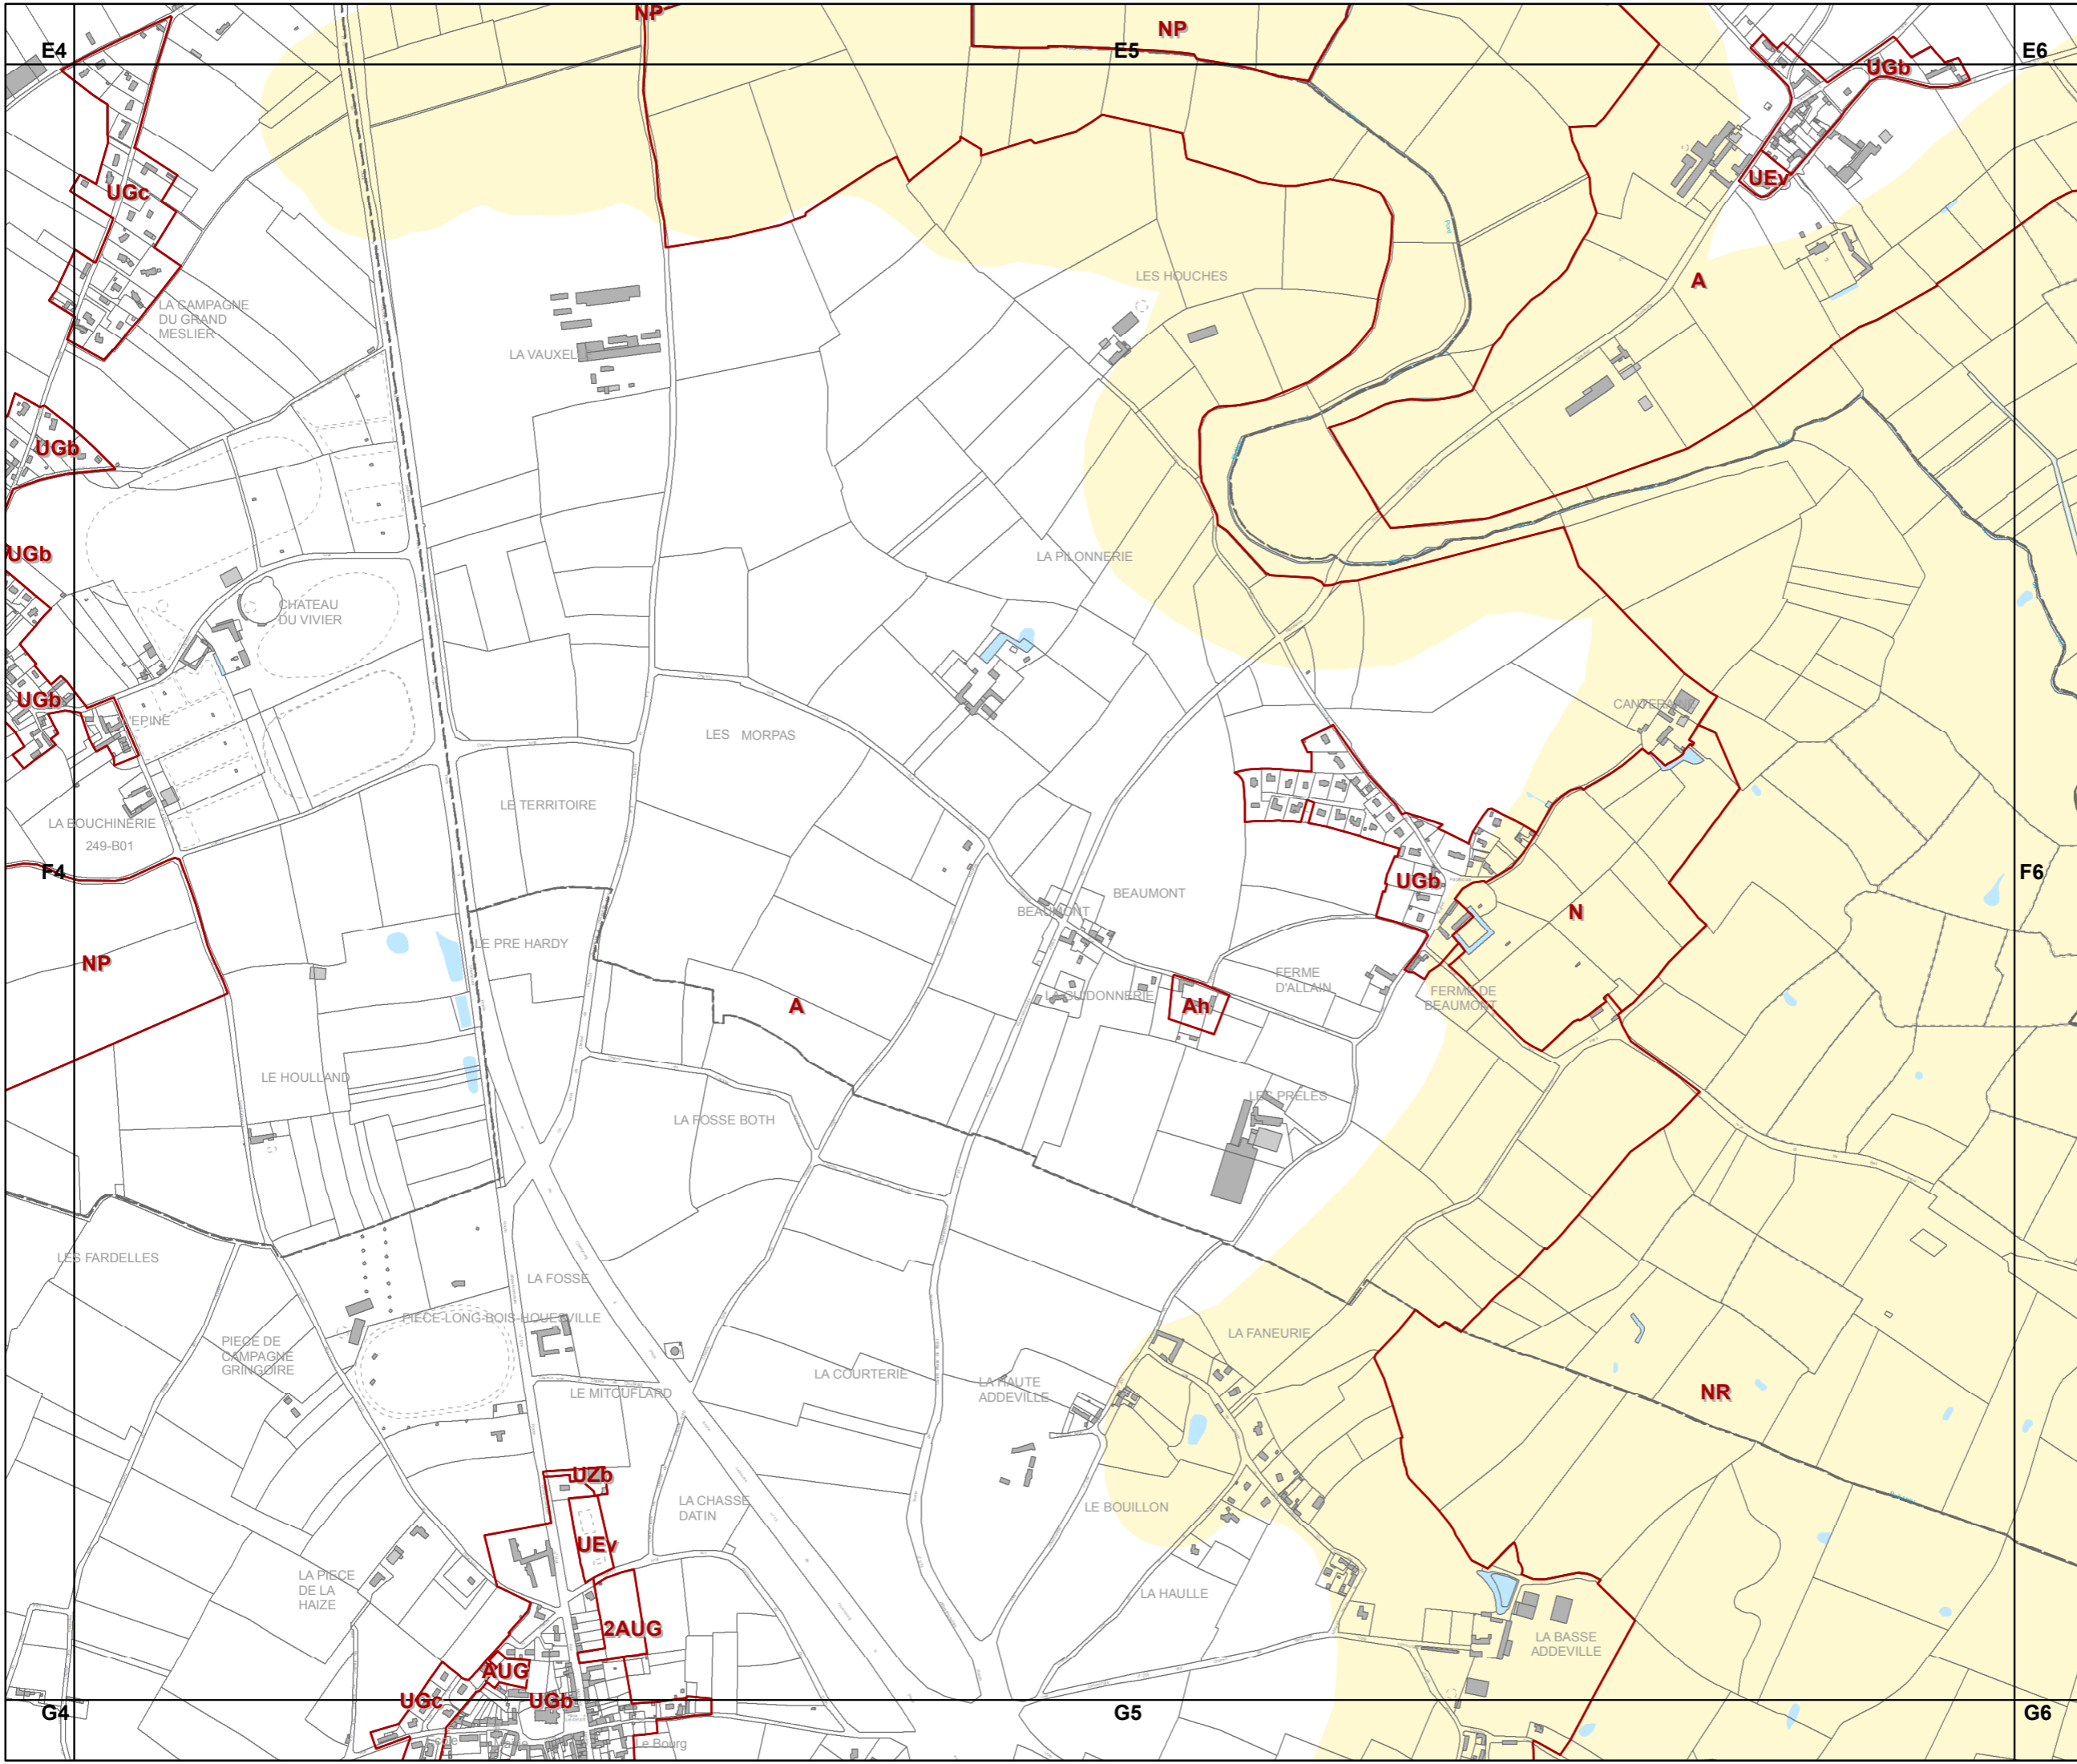 NP
NP
E4
E5
E6
UGb
UGc
UEv
LES HOUCHES
A
LA CAMPAGNE
DU GRAND
MESLIER
LA VAUXEL
UGb
UGb
LA PILONNERIE
CHATEAU
DU VIVIER
UGb
L'EPINE
CANTERAINE
LES MORPAS
LE TERRITOIRE
LA BOUCHINERIE
249-B01
F4
F6
UGb
BEAUMONT
BEAUMONT
N
LE PRE HARDY
NP
FERME
D'ALLAIN
LA GUIDONNERIE
Ah
FERME DE
BEAUMONT
A
LE HOULLAND
LES PRELES
LA FOSSE BOTH
LES FARDELLES
LA FOSSE
PIECE-LONG-BOIS-HOUESVILLE
LA FANEURIE
PIECE DE
CAMPAGNE
GRINGOIRE
LA COURTERIE
LA HAUTE
ADDEVILLE
LE MITOUFLARD
NR
UZb
LA CHASSE
DATIN
LE BOUILLON
UEv
LA PIECE
DE LA
HAIZE
LA HAULLE
2AUG
LA BASSE
ADDEVILLE
AUG
UGc
UGb
G4
G5
G6
Le Bourg